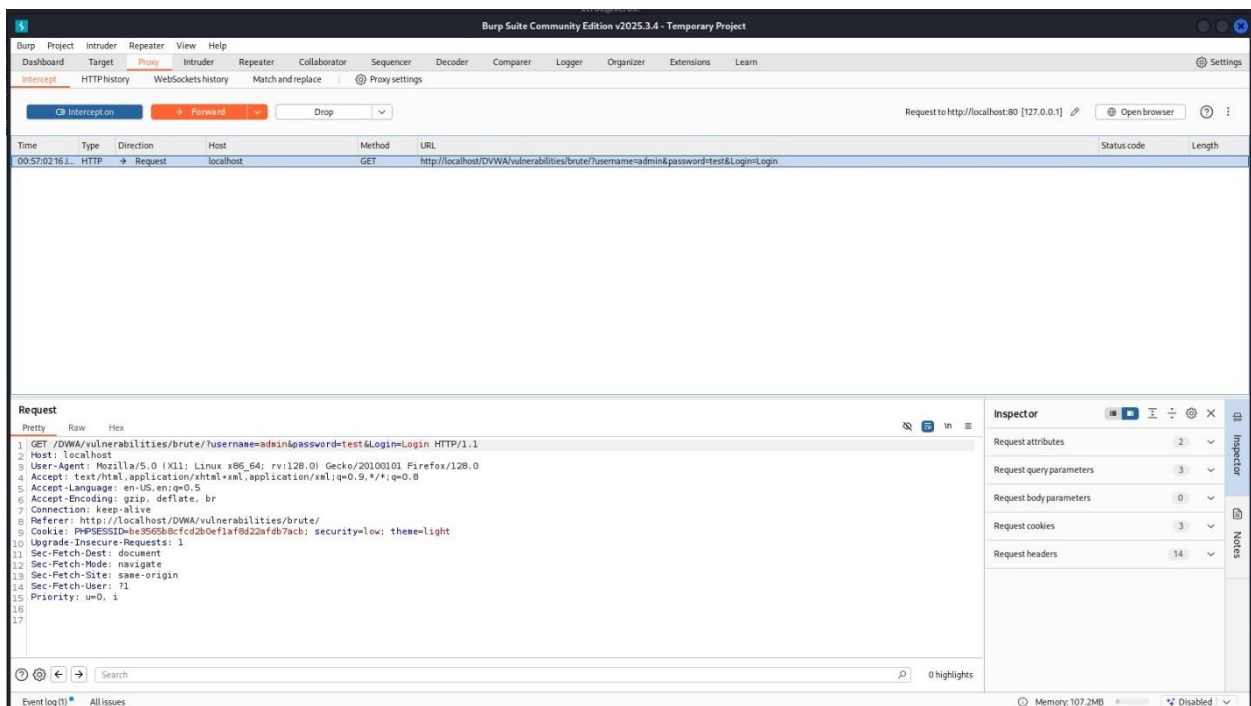 Burp Suite Community Edition v2025.3.4 - Temporary Project
Burp Project Intruder Repeater View Help
Dashboard Target Proxy Intruder Repeater Collaborator Sequencer Decoder Comparer Logger Organizer Extensions Learn Settings
Intercept HTTP history WebSockets history Match and replace Proxy settings
Intercept on Forward Drop Request to http://localhost:80 [127.0.0.1] Open browser
Time Type Direction Host Method URL Status code Length
00:57:02 16 J... HTTP → Request localhost GET http://localhost/DVWA/vulnerabilities/brute/?username=admin&password=test&Login=Login
Request
Pretty Raw Hex \n
1 GET /DVWA/vulnerabilities/brute/?username=admin&password=test&Login=Login HTTP/1.1
2 Host: localhost
3 User-Agent: Mozilla/5.0 (X11; Linux x86_64; rv:128.0) Gecko/20100101 Firefox/128.0
4 Accept: text/html,application/xhtml+xml,application/xml;q=0.9,*/*;q=0.8
5 Accept-Language: en-US,en;q=0.5
6 Accept-Encoding: gzip, deflate, br
7 Connection: keep-alive
8 Referer: http://localhost/DVWA/vulnerabilities/brute/
9 Cookie: PHPSESSID=be3565b8cfcd2b0ef1af8d22afdb7acb; security=low; theme=light
10 Upgrade-Insecure-Requests: 1
11 Sec-Fetch-Dest: document
12 Sec-Fetch-Mode: navigate
13 Sec-Fetch-Site: same-origin
14 Sec-Fetch-User: ?1
15 Priority: u=0, i
16
17
Inspector
Request attributes 2
Request query parameters 3
Request body parameters 0
Request cookies 3
Request headers 14
Inspector
Notes
Search 0 highlights
Event log (1) All issues Memory: 107.2MB Disabled